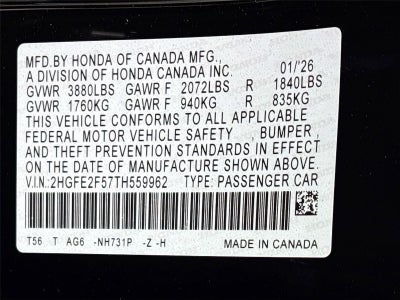 MFD.BY HONDA OF CANADA MFG.,
A DIVISION OF HONDA CANADA INC. 01/'26
GVWR 3880LBS GAWR F 2072LBS R 1840LBS
GVWR 1760KG GAWR F 940KG R 835KG
THIS VEHICLE CONFORMS TO ALL APPLICABLE
FEDERAL MOTOR VEHICLE SAFETY , BUMPER ,
AND THEFT PREVENTION STANDARDS IN EFFECT
ON THE DATE OF MANUFACTURE SHOWN ABOVE.
V.I.N.:2HGFE2F57TH559962 TYPE: PASSENGER CAR
T56 T AG6 -NH731P -Z -H MADE IN CANADA